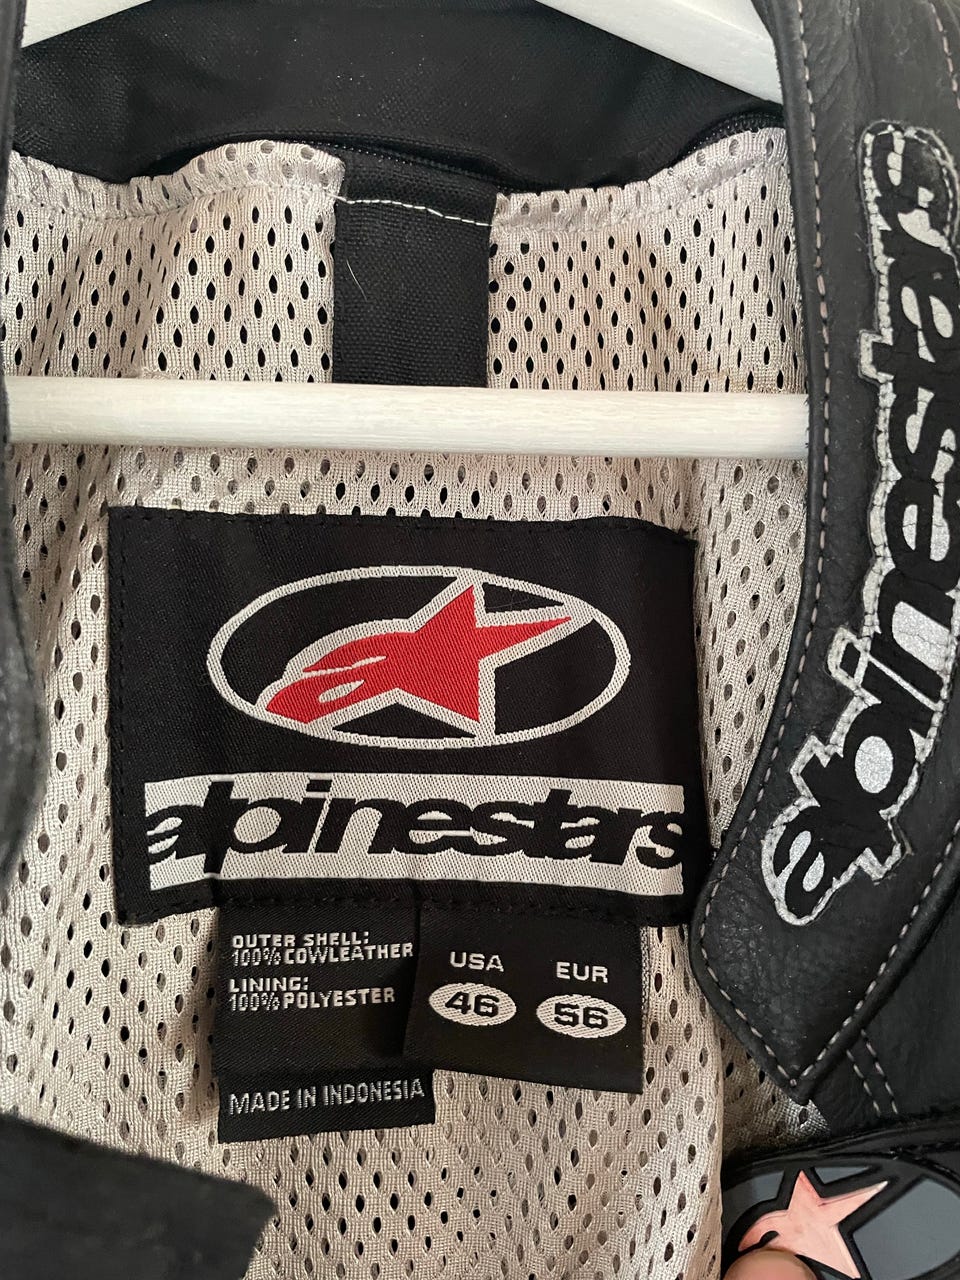 alpinestars
alpinestars
OUTER SHELL:
100% COWLEATHER
LINING:
100% POLYESTER
USA EUR
46 56
MADE IN INDONESIA